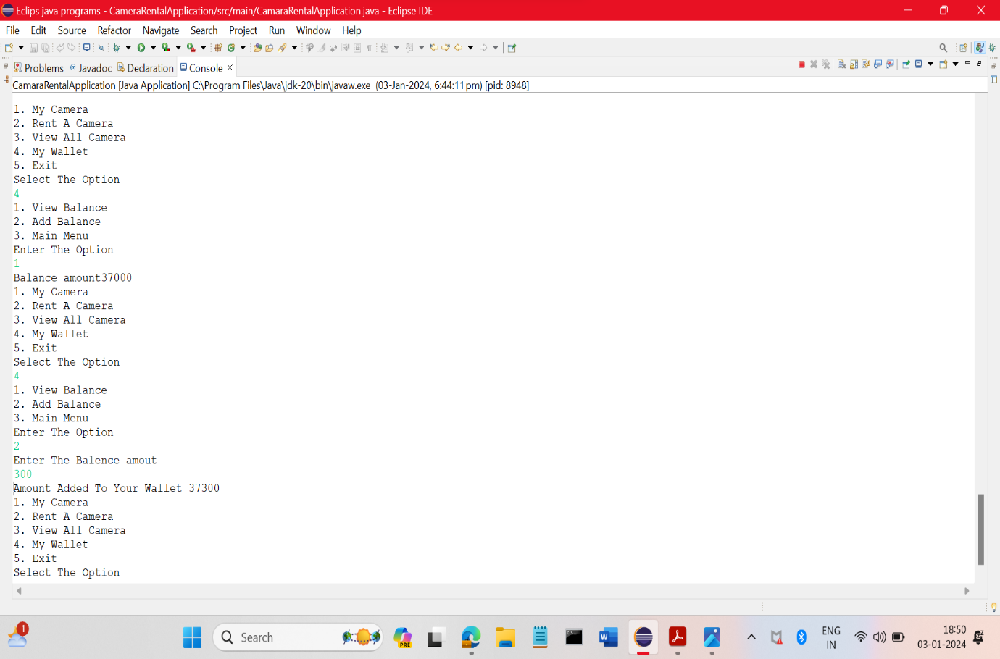 Eclips java programs - CameraRentalApplication/src/main/CamaraRentalApplication.java - Eclipse IDE
File Edit Source Refactor Navigate Search Project Run Window Help
Problems @ Javadoc Declaration Console ×
CamaraRentalApplication [Java Application] C:\Program Files\Java\jdk-20\bin\javaw.exe (03-Jan-2024, 6:44:11 pm) [pid: 8948]
1. My Camera
2. Rent A Camera
3. View All Camera
4. My Wallet
5. Exit
Select The Option
4
1. View Balance
2. Add Balance
3. Main Menu
Enter The Option
1
Balance amount37000
1. My Camera
2. Rent A Camera
3. View All Camera
4. My Wallet
5. Exit
Select The Option
4
1. View Balance
2. Add Balance
3. Main Menu
Enter The Option
2
Enter The Balence amout
300
Amount Added To Your Wallet 37300
1. My Camera
2. Rent A Camera
3. View All Camera
4. My Wallet
5. Exit
Select The Option
1
Search
PRE
W
ENG
IN
18:50
03-01-2024